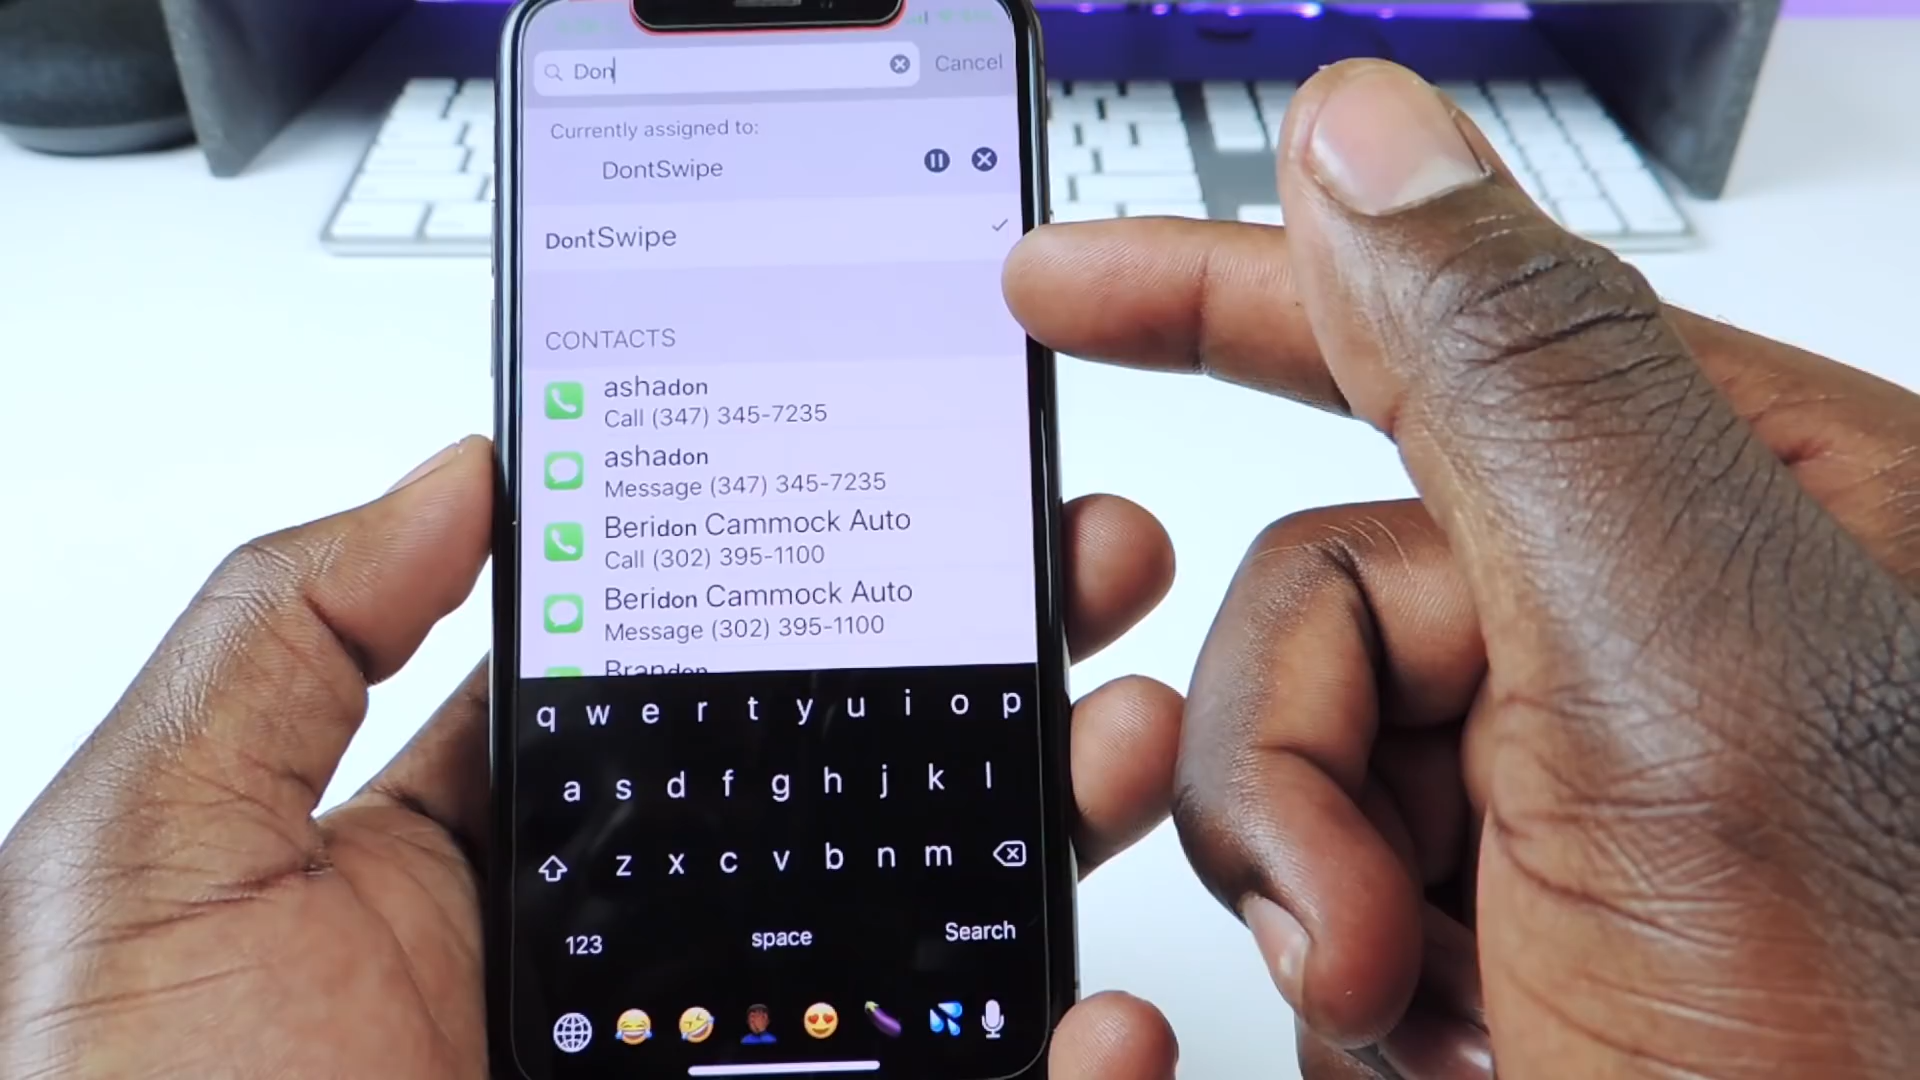 Don
Cancel
Currently assigned to:
DontSwipe
DontSwipe
CONTACTS
ashadon
Call (347) 345-7235
ashadon
Message (347) 345-7235
Beridon Cammock Auto
Call (302) 395-1100
Beridon Cammock Auto
Message (302) 395-1100
Brandon
q w e r t y u i o p
a s d f g h j k l
z x c v b n m
123 space Search